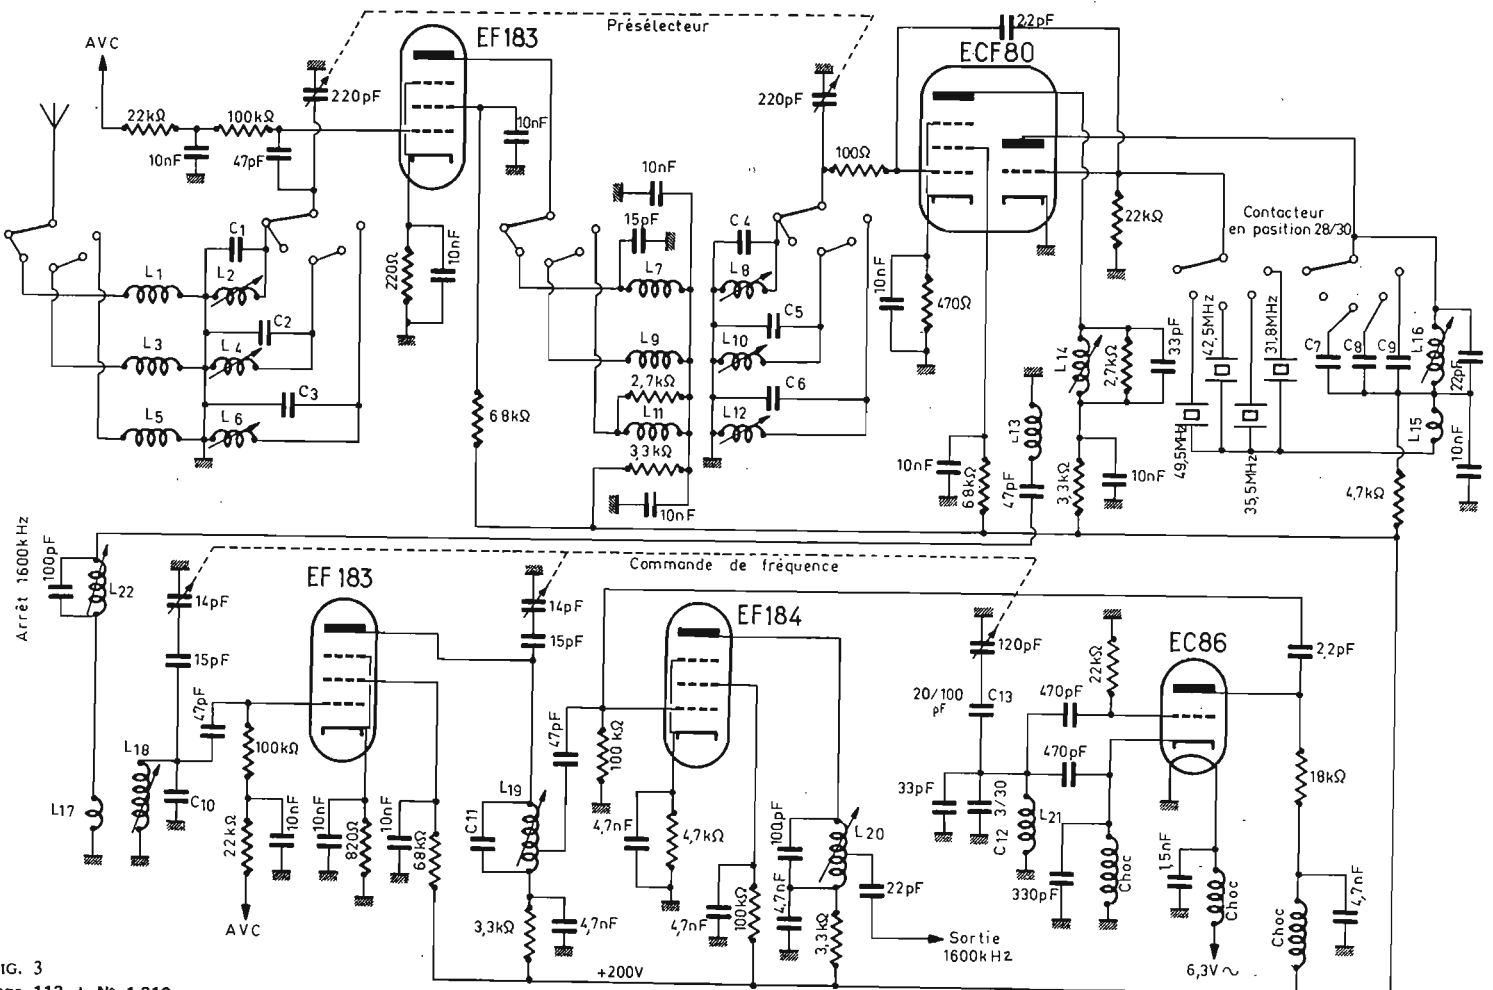 AVC
22kΩ
100kΩ
10nF
47pF
220pF
EF183
Présélecteur
10nF
220Ω
10nF
68kΩ
C1
L1
L2
C2
L3
L4
C3
L5
L6
10nF
15pF
L7
L9
2,7kΩ
L11
3,3kΩ
10nF
220pF
C4
L8
C5
L10
C6
L12
100Ω
2,2pF
ECF80
10nF
470Ω
22kΩ
Contacteur
en position 28/30
L14
2,7kΩ
33pF
49,5MHz
42,5MHz
35,5MHz
31,8MHz
C7
C8
C9
L16
22pF
L15
10nF
4,7kΩ
L13
47pF
10nF
68kΩ
3,3kΩ
10nF
Arrêt 1600kHz
100pF
L22
14pF
15pF
47pF
L17
L18
C10
100kΩ
22kΩ
10nF
AVC
EF183
10nF
820Ω
10nF
68kΩ
Commande de fréquence
14pF
15pF
C11
L19
47pF
3,3kΩ
4,7nF
+200V
EF184
100kΩ
4,7nF
4,7kΩ
4,7nF
100kΩ
100pF
L20
4,7nF
3,3kΩ
22pF
Sortie
1600kHz
120pF
20/100
pF
C13
33pF
C12 3/30
L21
470pF
470pF
22kΩ
330pF
Choc
EC86
1,5nF
Choc
6,3V~
2,2pF
18kΩ
Choc
4,7nF
IG. 3
112
N° 1 219